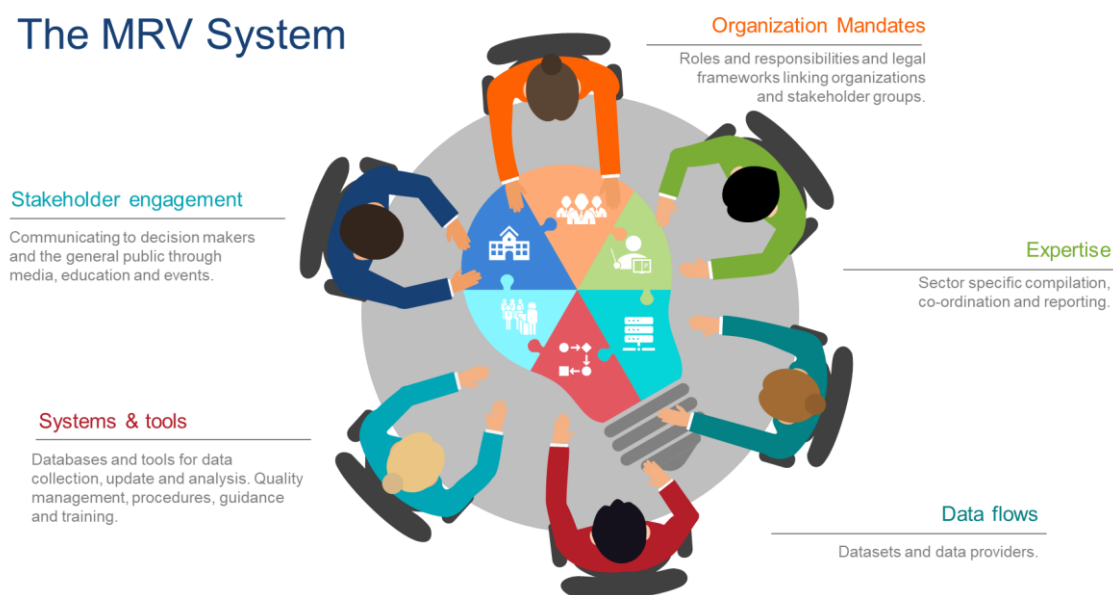 The MRV System
Organization Mandates
Roles and responsibilities and legal
frameworks linking organizations
and stakeholder groups.
Stakeholder engagement
Communicating to decision makers
and the general public through
media, education and events.
Expertise
Sector specific compilation,
co-ordination and reporting.
Systems & tools
Databases and tools for data
collection, update and analysis. Quality
management, procedures, guidance
and training.
Data flows
Datasets and data providers.